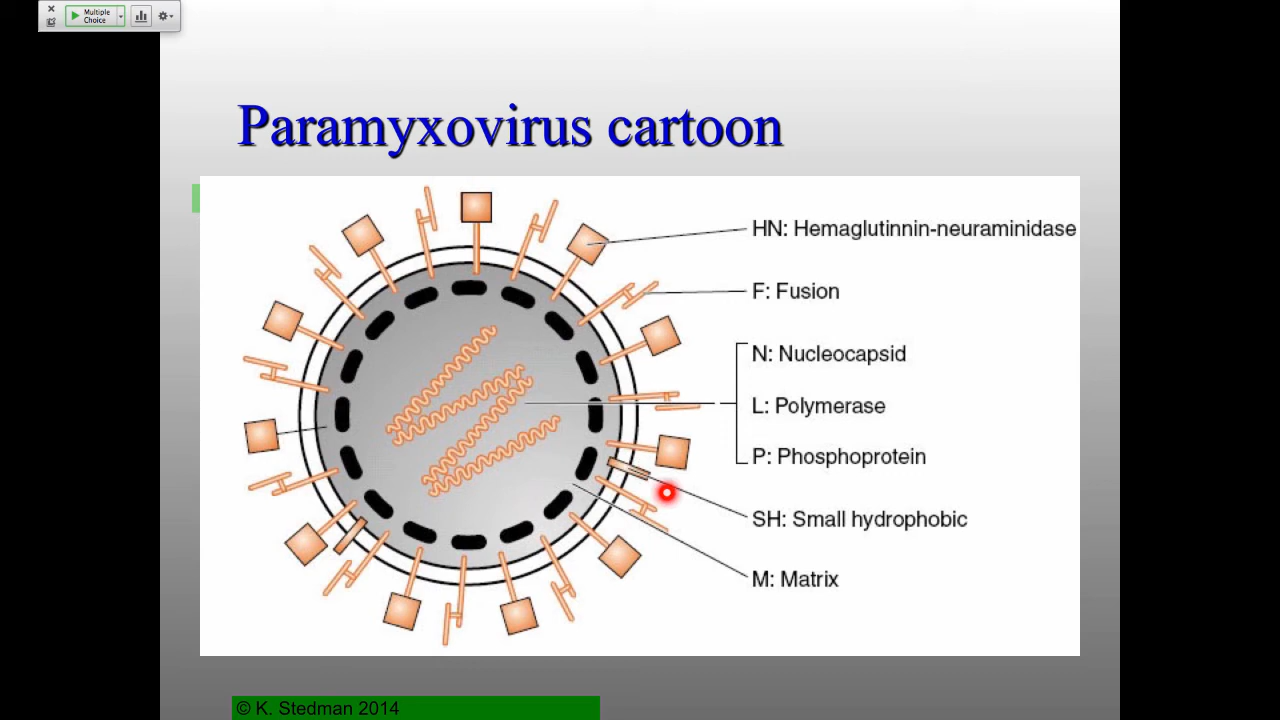 Multiple
Choice
Paramyxovirus cartoon
HN: Hemaglutinnin-neuraminidase
F: Fusion
N: Nucleocapsid
L: Polymerase
P: Phosphoprotein
SH: Small hydrophobic
M: Matrix
© K. Stedman 2014